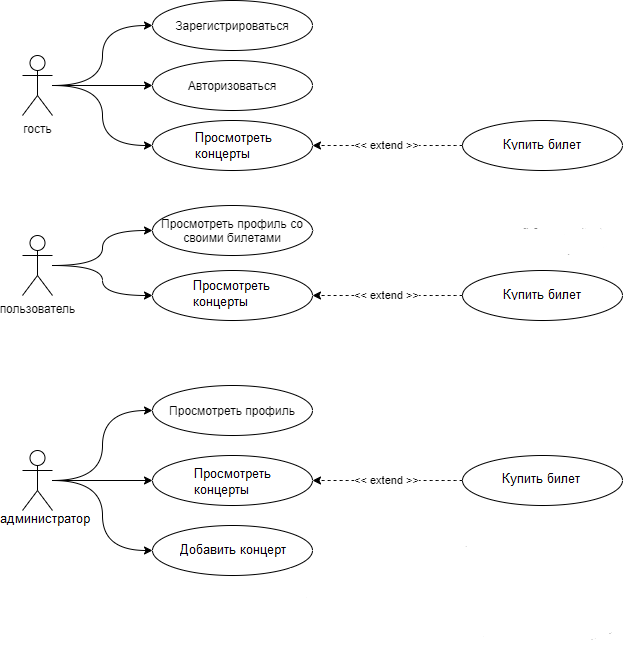 Зарегистрироваться
Авторизоваться
гость
Просмотреть
концерты
<< extend >>
Купить билет
Просмотреть профиль со
своими билетами
пользователь
Просмотреть
концерты
<< extend >>
Купить билет
Просмотреть профиль
администратор
Просмотреть
концерты
<< extend >>
Купить билет
Добавить концерт